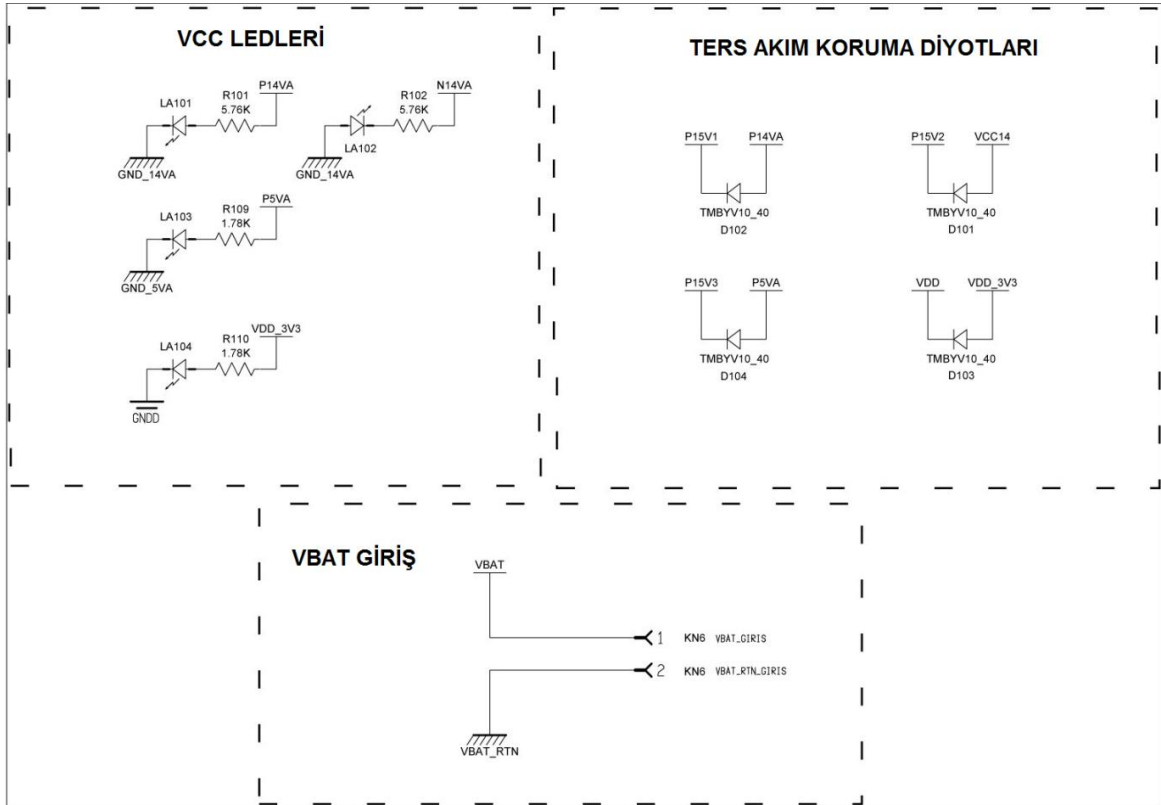 VCC LEDLERİ
P14VA
R101
5.76K
LA101
GND_14VA
N14VA
R102
5.76K
LA102
GND_14VA
P5VA
R109
1.78K
LA103
GND_5VA
VDD_3V3
R110
1.78K
LA104
GNDD
TERS AKIM KORUMA DİYOTLARI
P15V1 P14VA
TMBYV10_40
D102
P15V2 VCC14
TMBYV10_40
D101
P15V3 P5VA
TMBYV10_40
D104
VDD VDD_3V3
TMBYV10_40
D103
VBAT GİRİŞ
VBAT
1 KN6 VBAT_GIRIS
2 KN6 VBAT_RTN_GIRIS
VBAT_RTN